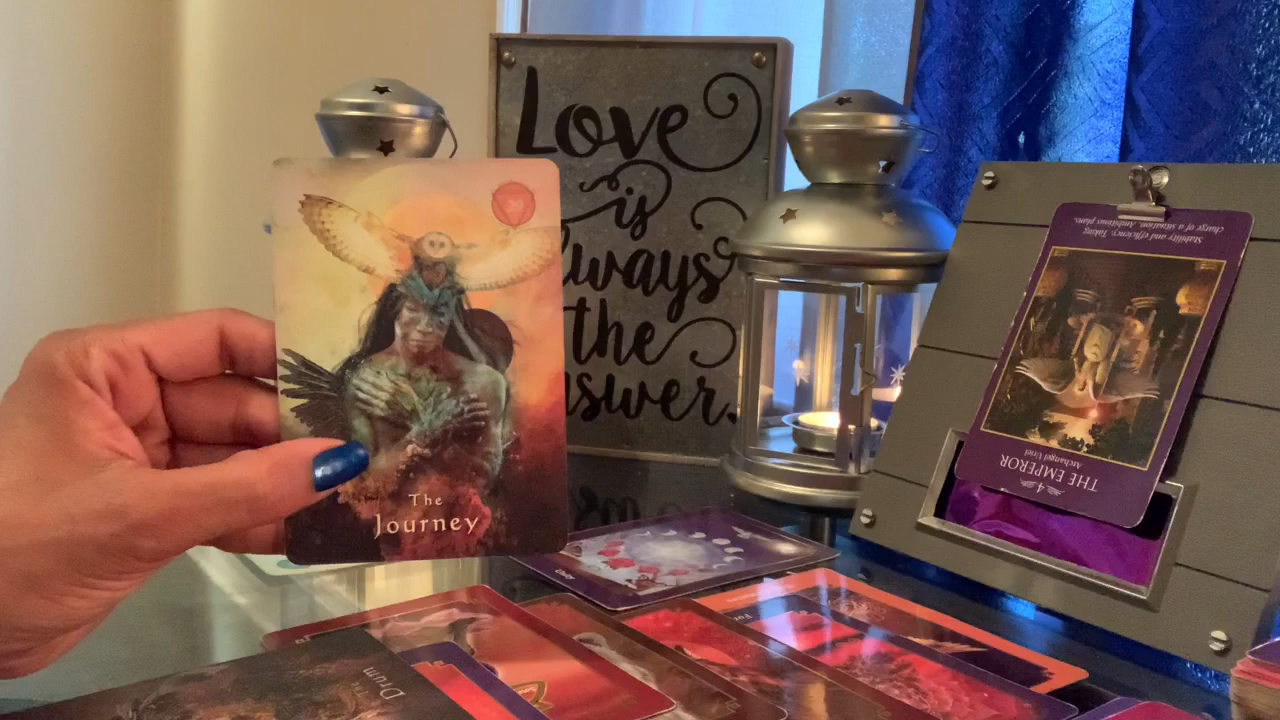 Love
is
always
the
answer.
The
Journey
4
THE EMPEROR
Archangel Uriel
Stability and efficiency. Taking
charge of a situation. Ambitious plans.
Drum